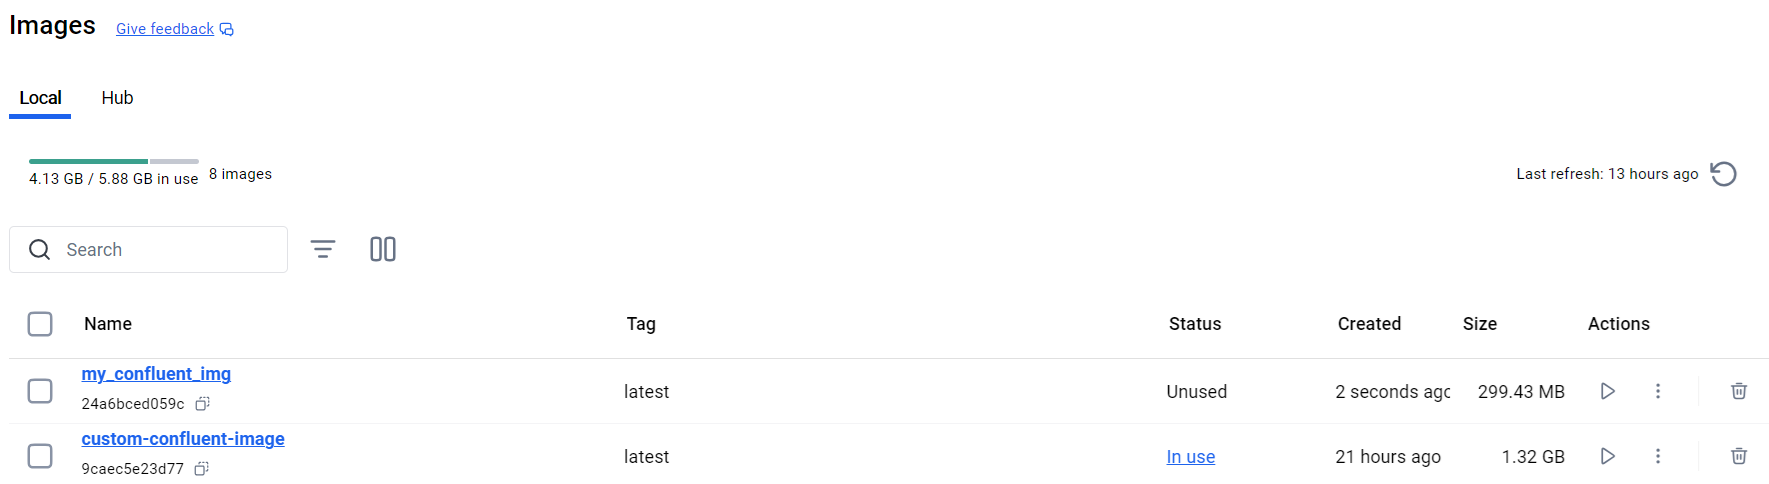 Images Give feedback
Local Hub
4.13 GB / 5.88 GB in use 8 images Last refresh: 13 hours ago
Search
Name Tag Status Created Size Actions
my_confluent_img
24a6bced059c latest Unused 2 seconds ago 299.43 MB
custom-confluent-image
9caec5e23d77 latest In use 21 hours ago 1.32 GB